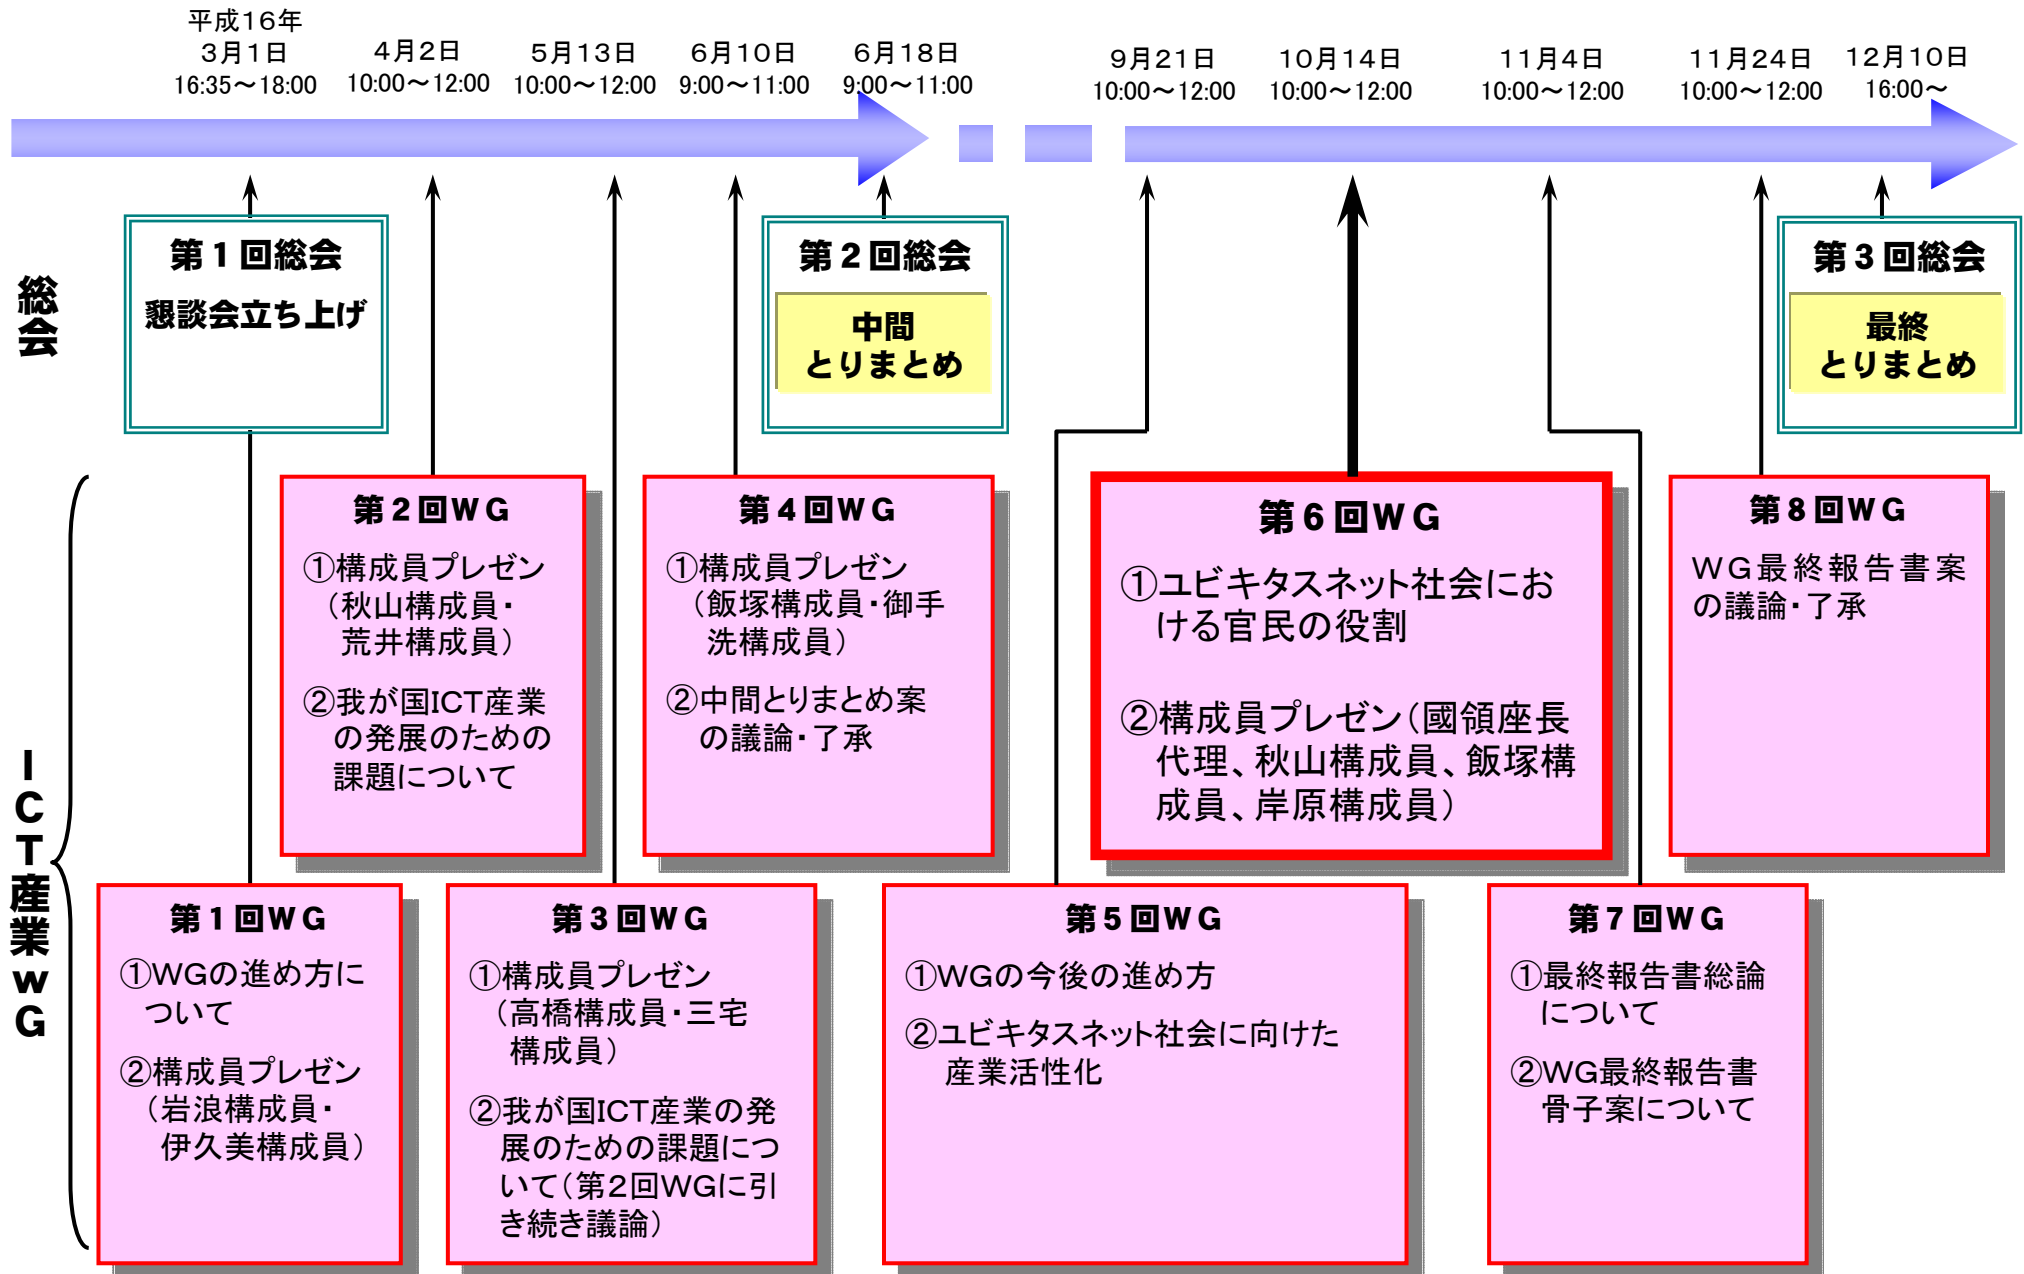 平成16年
3月1日
16:35～18:00
4月2日
10:00～12:00
5月13日
10:00～12:00
6月10日
9:00～11:00
6月18日
9:00～11:00
9月21日
10:00～12:00
10月14日
10:00～12:00
11月4日
10:00～12:00
11月24日
10:00～12:00
12月10日
16:00～
総会
第１回総会
懇談会立ち上げ
第２回総会
中間
とりまとめ
第３回総会
最終
とりまとめ
ＩＣＴ産業ｗＧ
第２回ＷＧ
①構成員プレゼン
（秋山構成員・
荒井構成員）
②我が国ICT産業
の発展のための
課題について
第４回ＷＧ
①構成員プレゼン
（飯塚構成員・御手
洗構成員）
②中間とりまとめ案
の議論・了承
第６回ＷＧ
①ユビキタスネット社会にお
ける官民の役割
②構成員プレゼン（國領座長
代理、秋山構成員、飯塚構
成員、岸原構成員）
第８回ＷＧ
ＷＧ最終報告書案
の議論・了承
第１回ＷＧ
①WGの進め方に
ついて
②構成員プレゼン
（岩浪構成員・
伊久美構成員）
第３回ＷＧ
①構成員プレゼン
（高橋構成員・三宅
構成員）
②我が国ICT産業の発
展のための課題につ
いて（第２回WGに引
き続き議論）
第５回ＷＧ
①WGの今後の進め方
②ユビキタスネット社会に向けた
産業活性化
第７回ＷＧ
①最終報告書総論
について
②WG最終報告書
骨子案について